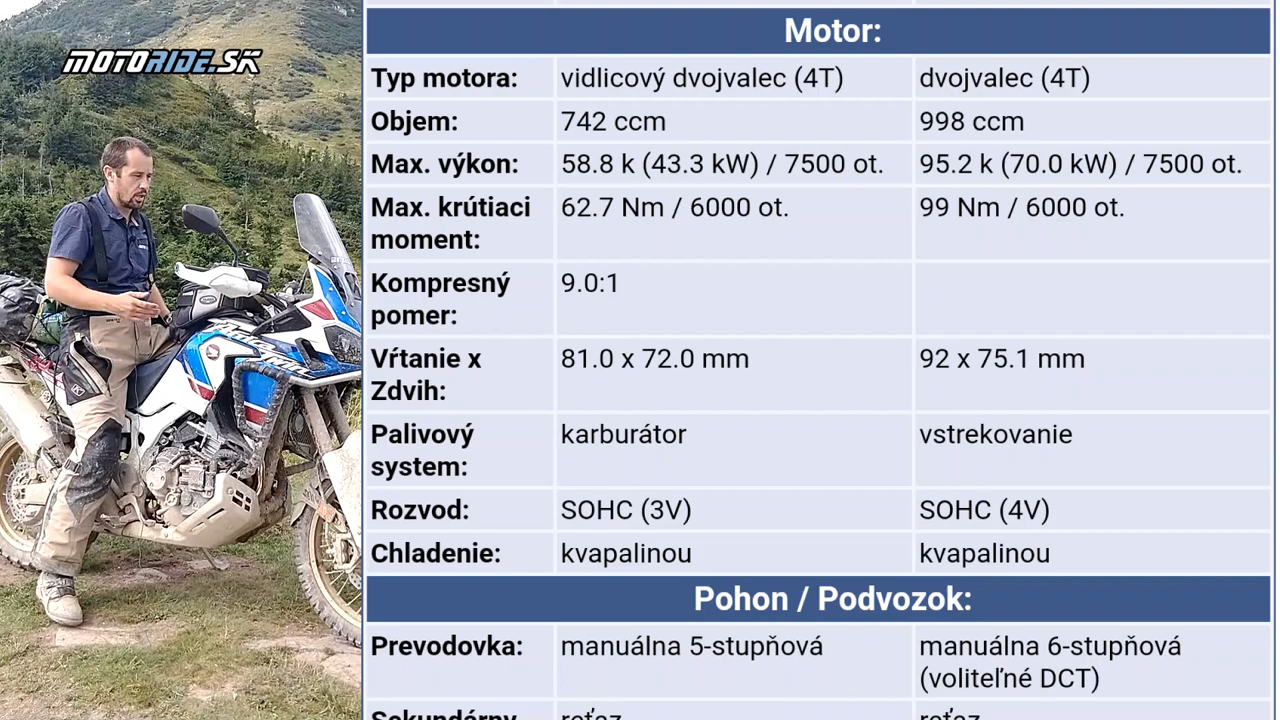 MOTORIDE.SK
Motor:
Typ motora: vidlicový dvojvalec (4T) dvojvalec (4T)
Objem: 742 ccm 998 ccm
Max. výkon: 58.8 k (43.3 kW) / 7500 ot. 95.2 k (70.0 kW) / 7500 ot.
Max. krútiaci 62.7 Nm / 6000 ot. 99 Nm / 6000 ot.
moment:
Kompresný 9.0:1
pomer:
Vŕtanie x 81.0 x 72.0 mm 92 x 75.1 mm
Zdvih:
Palivový karburátor vstrekovanie
system:
Rozvod: SOHC (3V) SOHC (4V)
Chladenie: kvapalinou kvapalinou
Pohon / Podvozok:
Prevodovka: manuálna 5-stupňová manuálna 6-stupňová
(voliteľné DCT)
Sekundárny reťaz reťaz